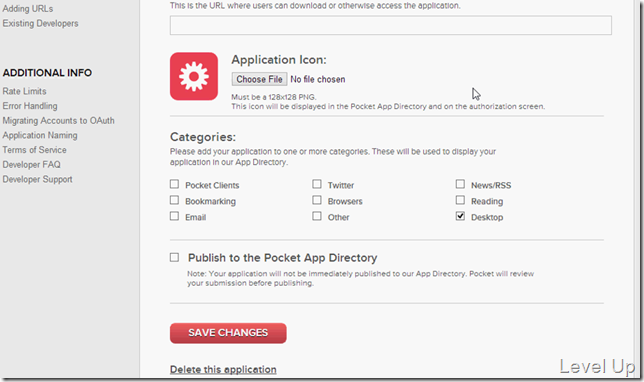 Adding URLs
Existing Developers
ADDITIONAL INFO
Rate Limits
Error Handling
Migrating Accounts to OAuth
Application Naming
Terms of Service
Developer FAQ
Developer Support
This is the URL where users can download or otherwise access the application.
Application Icon:
Choose File No file chosen
Must be a 128x128 PNG.
This icon will be displayed in the Pocket App Directory and on the authorization screen.
Categories:
Please add your application to one or more categories. These will be used to display your
application in our App Directory.
Pocket Clients Twitter News/RSS
Bookmarking Browsers Reading
Email Other Desktop
Publish to the Pocket App Directory
Note: Your application will not be immediately published to our App Directory. Pocket will review
your submission before publishing.
SAVE CHANGES
Delete this application
Level Up